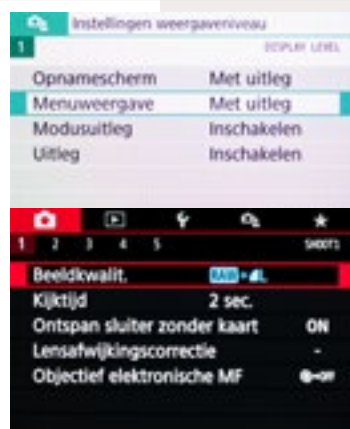 Instellingen weergaveniveau
1 DISPLAY LEVEL
Opnamescherm Met uitleg
Menuweergave Met uitleg
Modusuitleg Inschakelen
Uitleg Inschakelen
1 2 3 4 5 SHOOT1
Beeldkwalit. RAW+L
Kijktijd 2 sec.
Ontspan sluiter zonder kaart ON
Lensafwijkingscorrectie -
Objectief elektronische MF OFF